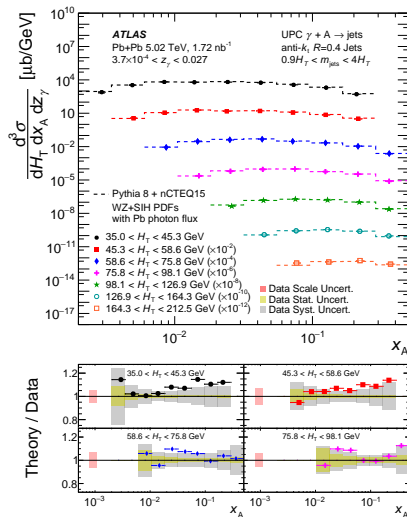 ATLAS
Pb+Pb 5.02 TeV, 1.72 nb⁻¹
3.7×10⁻⁴ < z_γ < 0.027
UPC γ + A → jets
anti-k_t R=0.4 Jets
0.9H_T < m_jets < 4H_T
d³σ / dH_T dx_A dz_γ [μb/GeV]
10¹⁰
10⁷
10⁴
10
10⁻²
10⁻⁵
10⁻⁸
10⁻¹¹
10⁻¹⁴
Pythia 8 + nCTEQ15
WZ+SIH PDFs
with Pb photon flux
35.0 < H_T < 45.3 GeV
45.3 < H_T < 58.6 GeV (×10⁻²)
58.6 < H_T < 75.8 GeV (×10⁻⁴)
75.8 < H_T < 98.1 GeV (×10⁻⁶)
98.1 < H_T < 126.9 GeV (×10⁻⁸)
126.9 < H_T < 164.3 GeV (×10⁻¹⁰)
164.3 < H_T < 212.5 GeV (×10⁻¹²)
Data Scale Uncert.
Data Stat. Uncert.
Data Syst. Uncert.
10⁻² 10⁻¹ x_A
Theory / Data
1.2 35.0 < H_T < 45.3 GeV 45.3 < H_T < 58.6 GeV
1
1.2 58.6 < H_T < 75.8 GeV 75.8 < H_T < 98.1 GeV
1
0.8
10⁻³ 10⁻² 10⁻¹ 10⁻³ 10⁻² 10⁻¹
x_A x_A